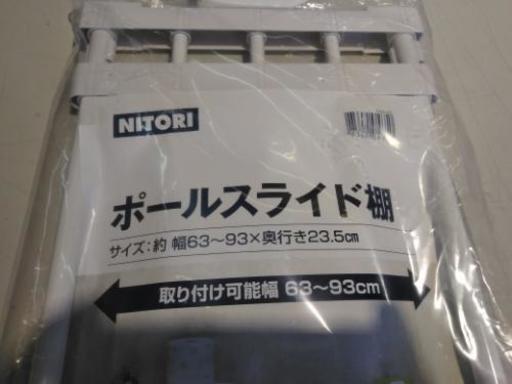 NITORI
ポールスライド棚
サイズ:約 幅63～93×奥行き23.5cm
取り付け可能幅 63～93cm